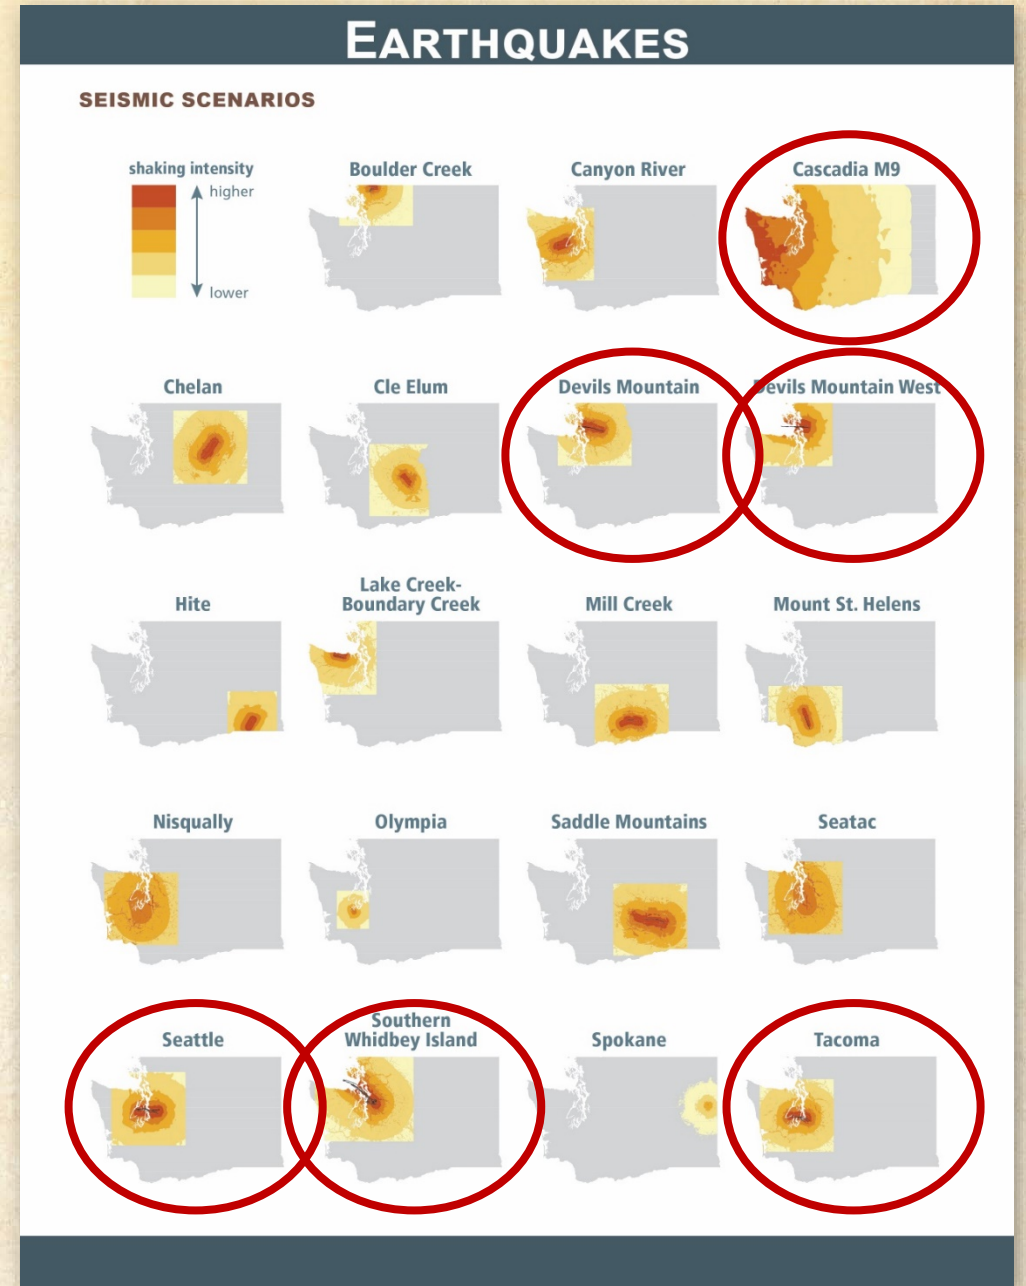 EARTHQUAKES
SEISMIC SCENARIOS
shaking intensity
higher
lower
Boulder Creek
Canyon River
Cascadia M9
Chelan
Cle Elum
Devils Mountain
Devils Mountain West
Hite
Lake Creek-
Boundary Creek
Mill Creek
Mount St. Helens
Nisqually
Olympia
Saddle Mountains
Seatac
Seattle
Southern
Whidbey Island
Spokane
Tacoma